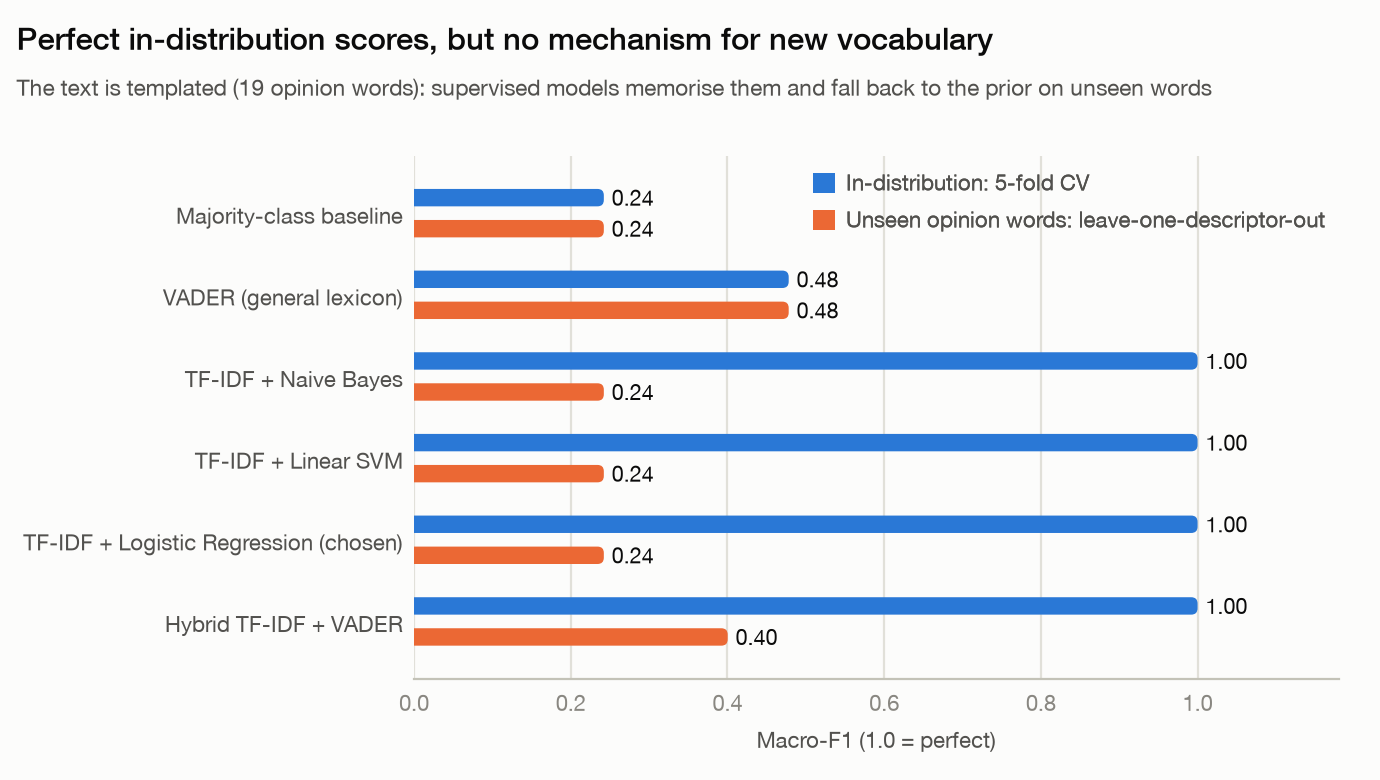 Perfect in-distribution scores, but no mechanism for new vocabulary
The text is templated (19 opinion words): supervised models memorise them and fall back to the prior on unseen words
In-distribution: 5-fold CV
Unseen opinion words: leave-one-descriptor-out
Majority-class baseline
0.24
0.24
VADER (general lexicon)
0.48
0.48
TF-IDF + Naive Bayes
1.00
0.24
TF-IDF + Linear SVM
1.00
0.24
TF-IDF + Logistic Regression (chosen)
1.00
0.24
Hybrid TF-IDF + VADER
1.00
0.40
0.0 0.2 0.4 0.6 0.8 1.0
Macro-F1 (1.0 = perfect)